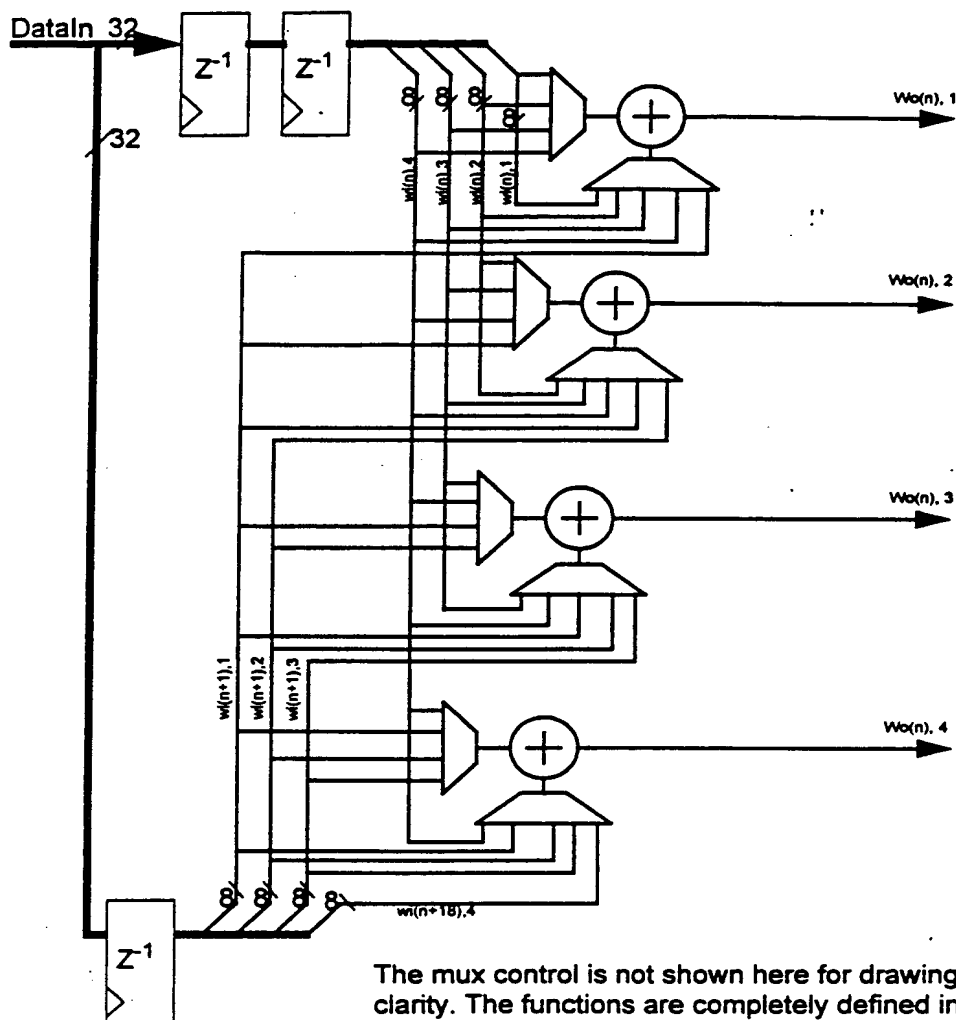 DataIn 32
Z-1
Z-1
32
8
8
8
8
wi(n),4
wi(n),3
wi(n),2
wi(n),1
Wo(n), 1
Wo(n), 2
Wo(n), 3
wi(n+1),1
wi(n+1),2
wi(n+1),3
Wo(n), 4
8
8
8
8
wi(n+18),4
Z-1
The mux control is not shown here for drawing
clarity. The functions are completely defined in